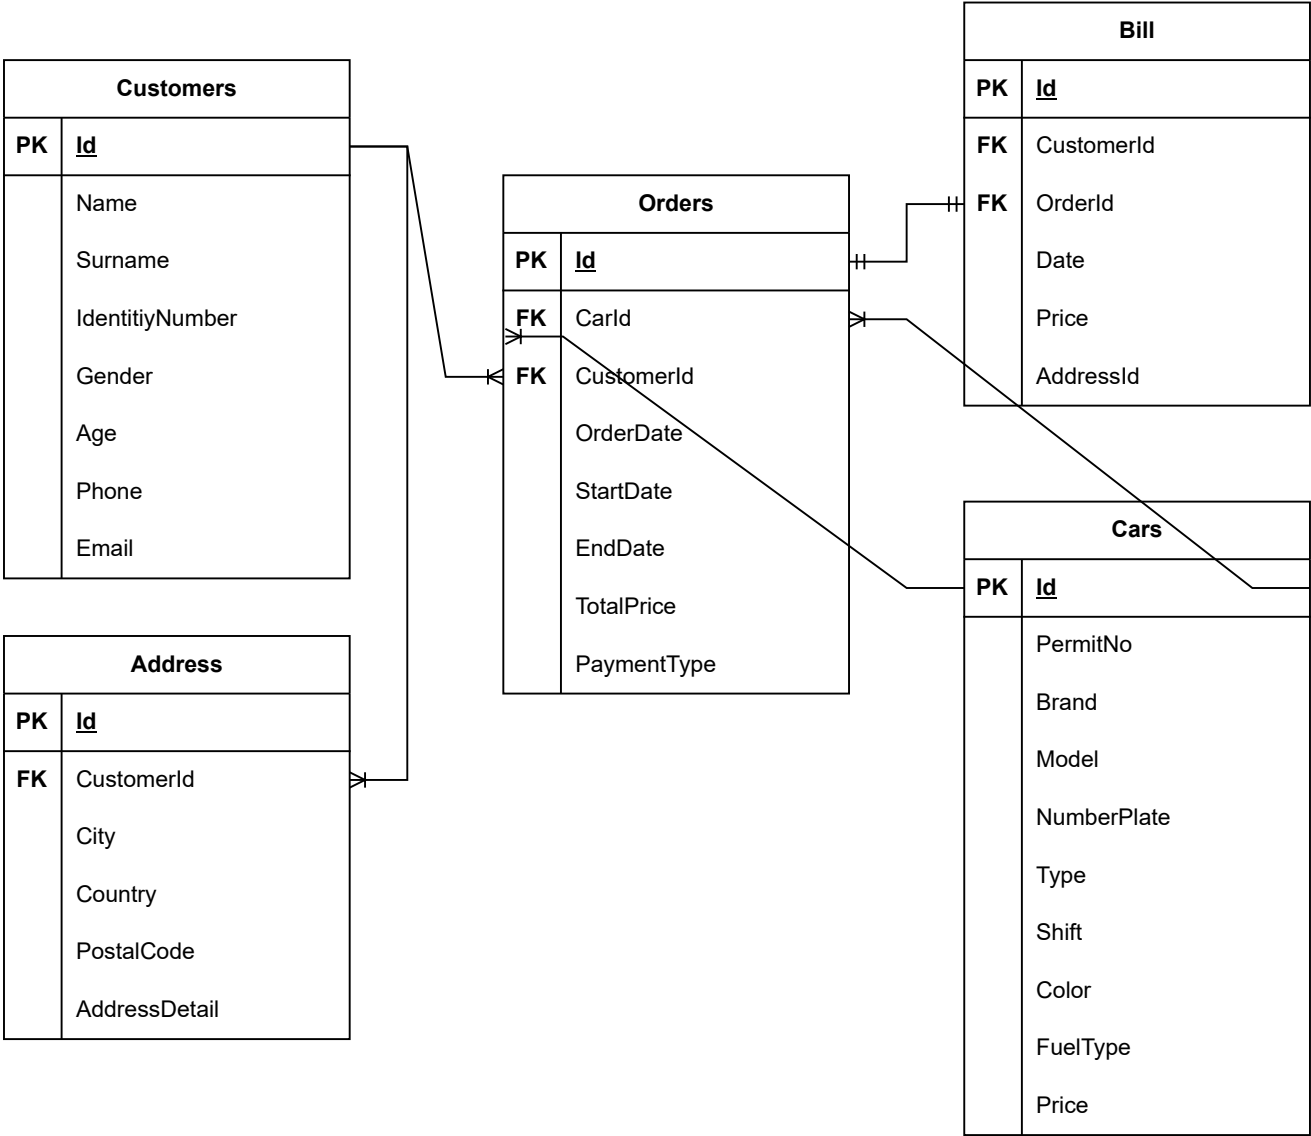 Customers
PK Id
Name
Surname
IdentitiyNumber
Gender
Age
Phone
Email
Address
PK Id
FK CustomerId
City
Country
PostalCode
AddressDetail
Orders
PK Id
FK CarId
FK CustomerId
OrderDate
StartDate
EndDate
TotalPrice
PaymentType
Bill
PK Id
FK CustomerId
FK OrderId
Date
Price
AddressId
Cars
PK Id
PermitNo
Brand
Model
NumberPlate
Type
Shift
Color
FuelType
Price